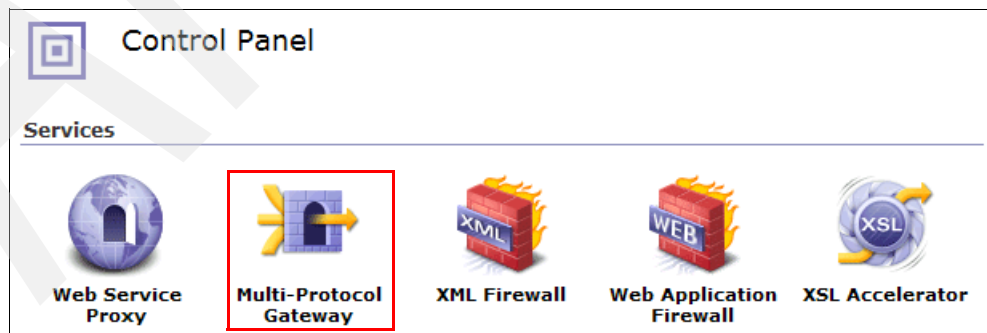 Control Panel
Services
XML
WEB
XSL
Web Service
Proxy
Multi-Protocol
Gateway
XML Firewall
Web Application
Firewall
XSL Accelerator